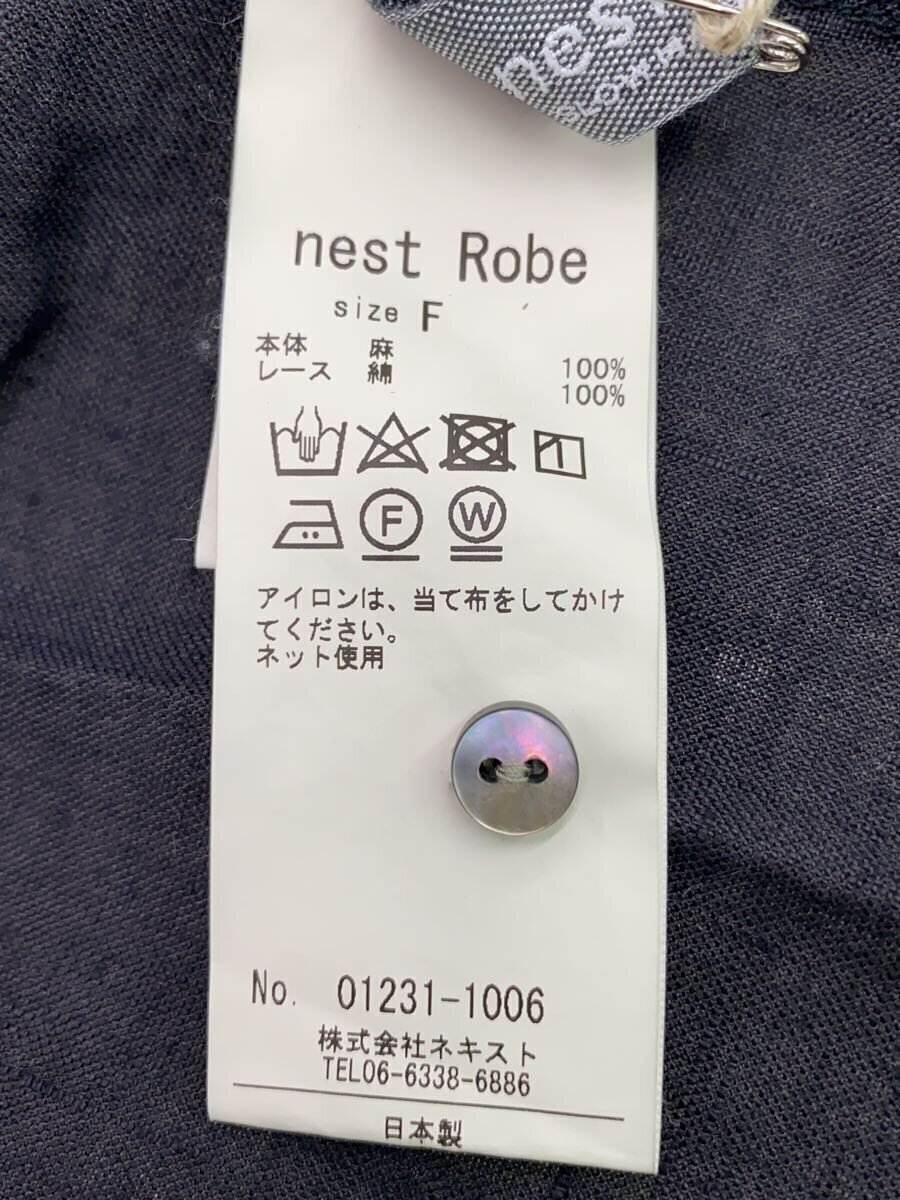 nes
nest Robe
size F
本体 麻 100%
レース 綿 100%
F W
アイロンは、当て布をしてかけ
てください。
ネット使用
No. 01231-1006
株式会社ネキスト
TEL06-6338-6886
日本製